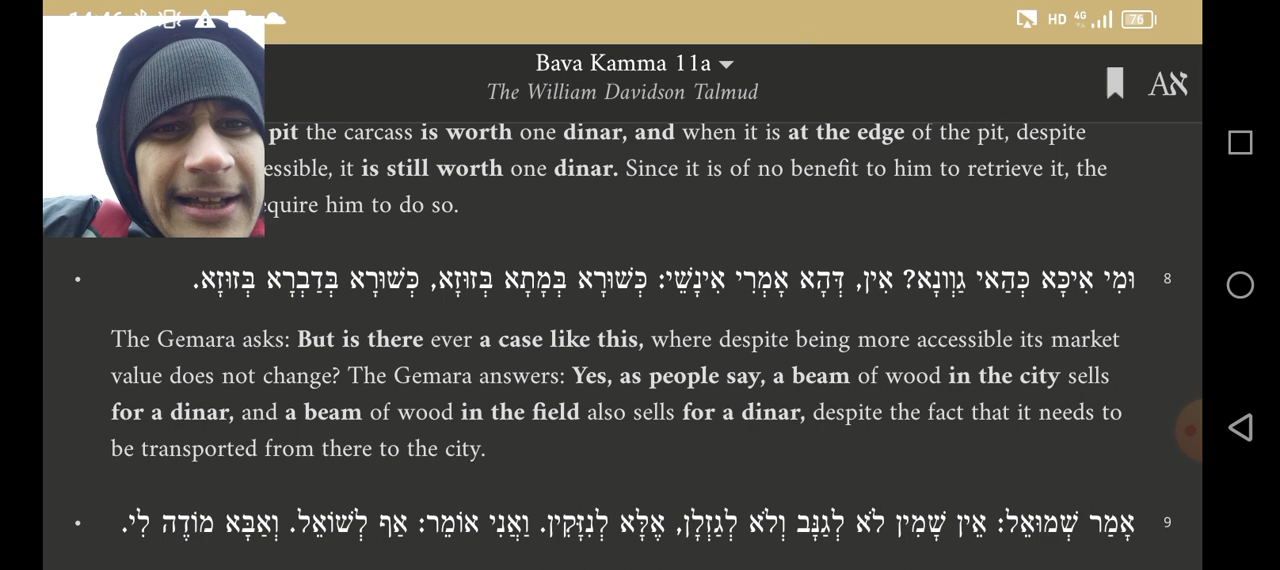 HD 4G 76
Bava Kamma 11a
The William Davidson Talmud
Aא
pit the carcass is worth one dinar, and when it is at the edge of the pit, despite
essible, it is still worth one dinar. Since it is of no benefit to him to retrieve it, the
quire him to do so.
8
וּמִי אִיכָּא כְּהַאי גַוְונָא? אִין, דְּהָא אָמְרִי אִינָשֵׁי: כְּשׁוּרָא בְּמָתָא בְּזוּזָא, כְּשׁוּרָא בְּדַבְרָא בְּזוּזָא.
The Gemara asks: But is there ever a case like this, where despite being more accessible its market
value does not change? The Gemara answers: Yes, as people say, a beam of wood in the city sells
for a dinar, and a beam of wood in the field also sells for a dinar, despite the fact that it needs to
be transported from there to the city.
9
אָמַר שְׁמוּאֵל: אֵין שָׁמִין לֹא לְגַנָּב וְלֹא לְגַזְלָן, אֶלָּא לְנִזָּקִין. וַאֲנִי אוֹמֵר: אַף לְשׁוֹאֵל. וְאַבָּא מוֹדֶה לִי.